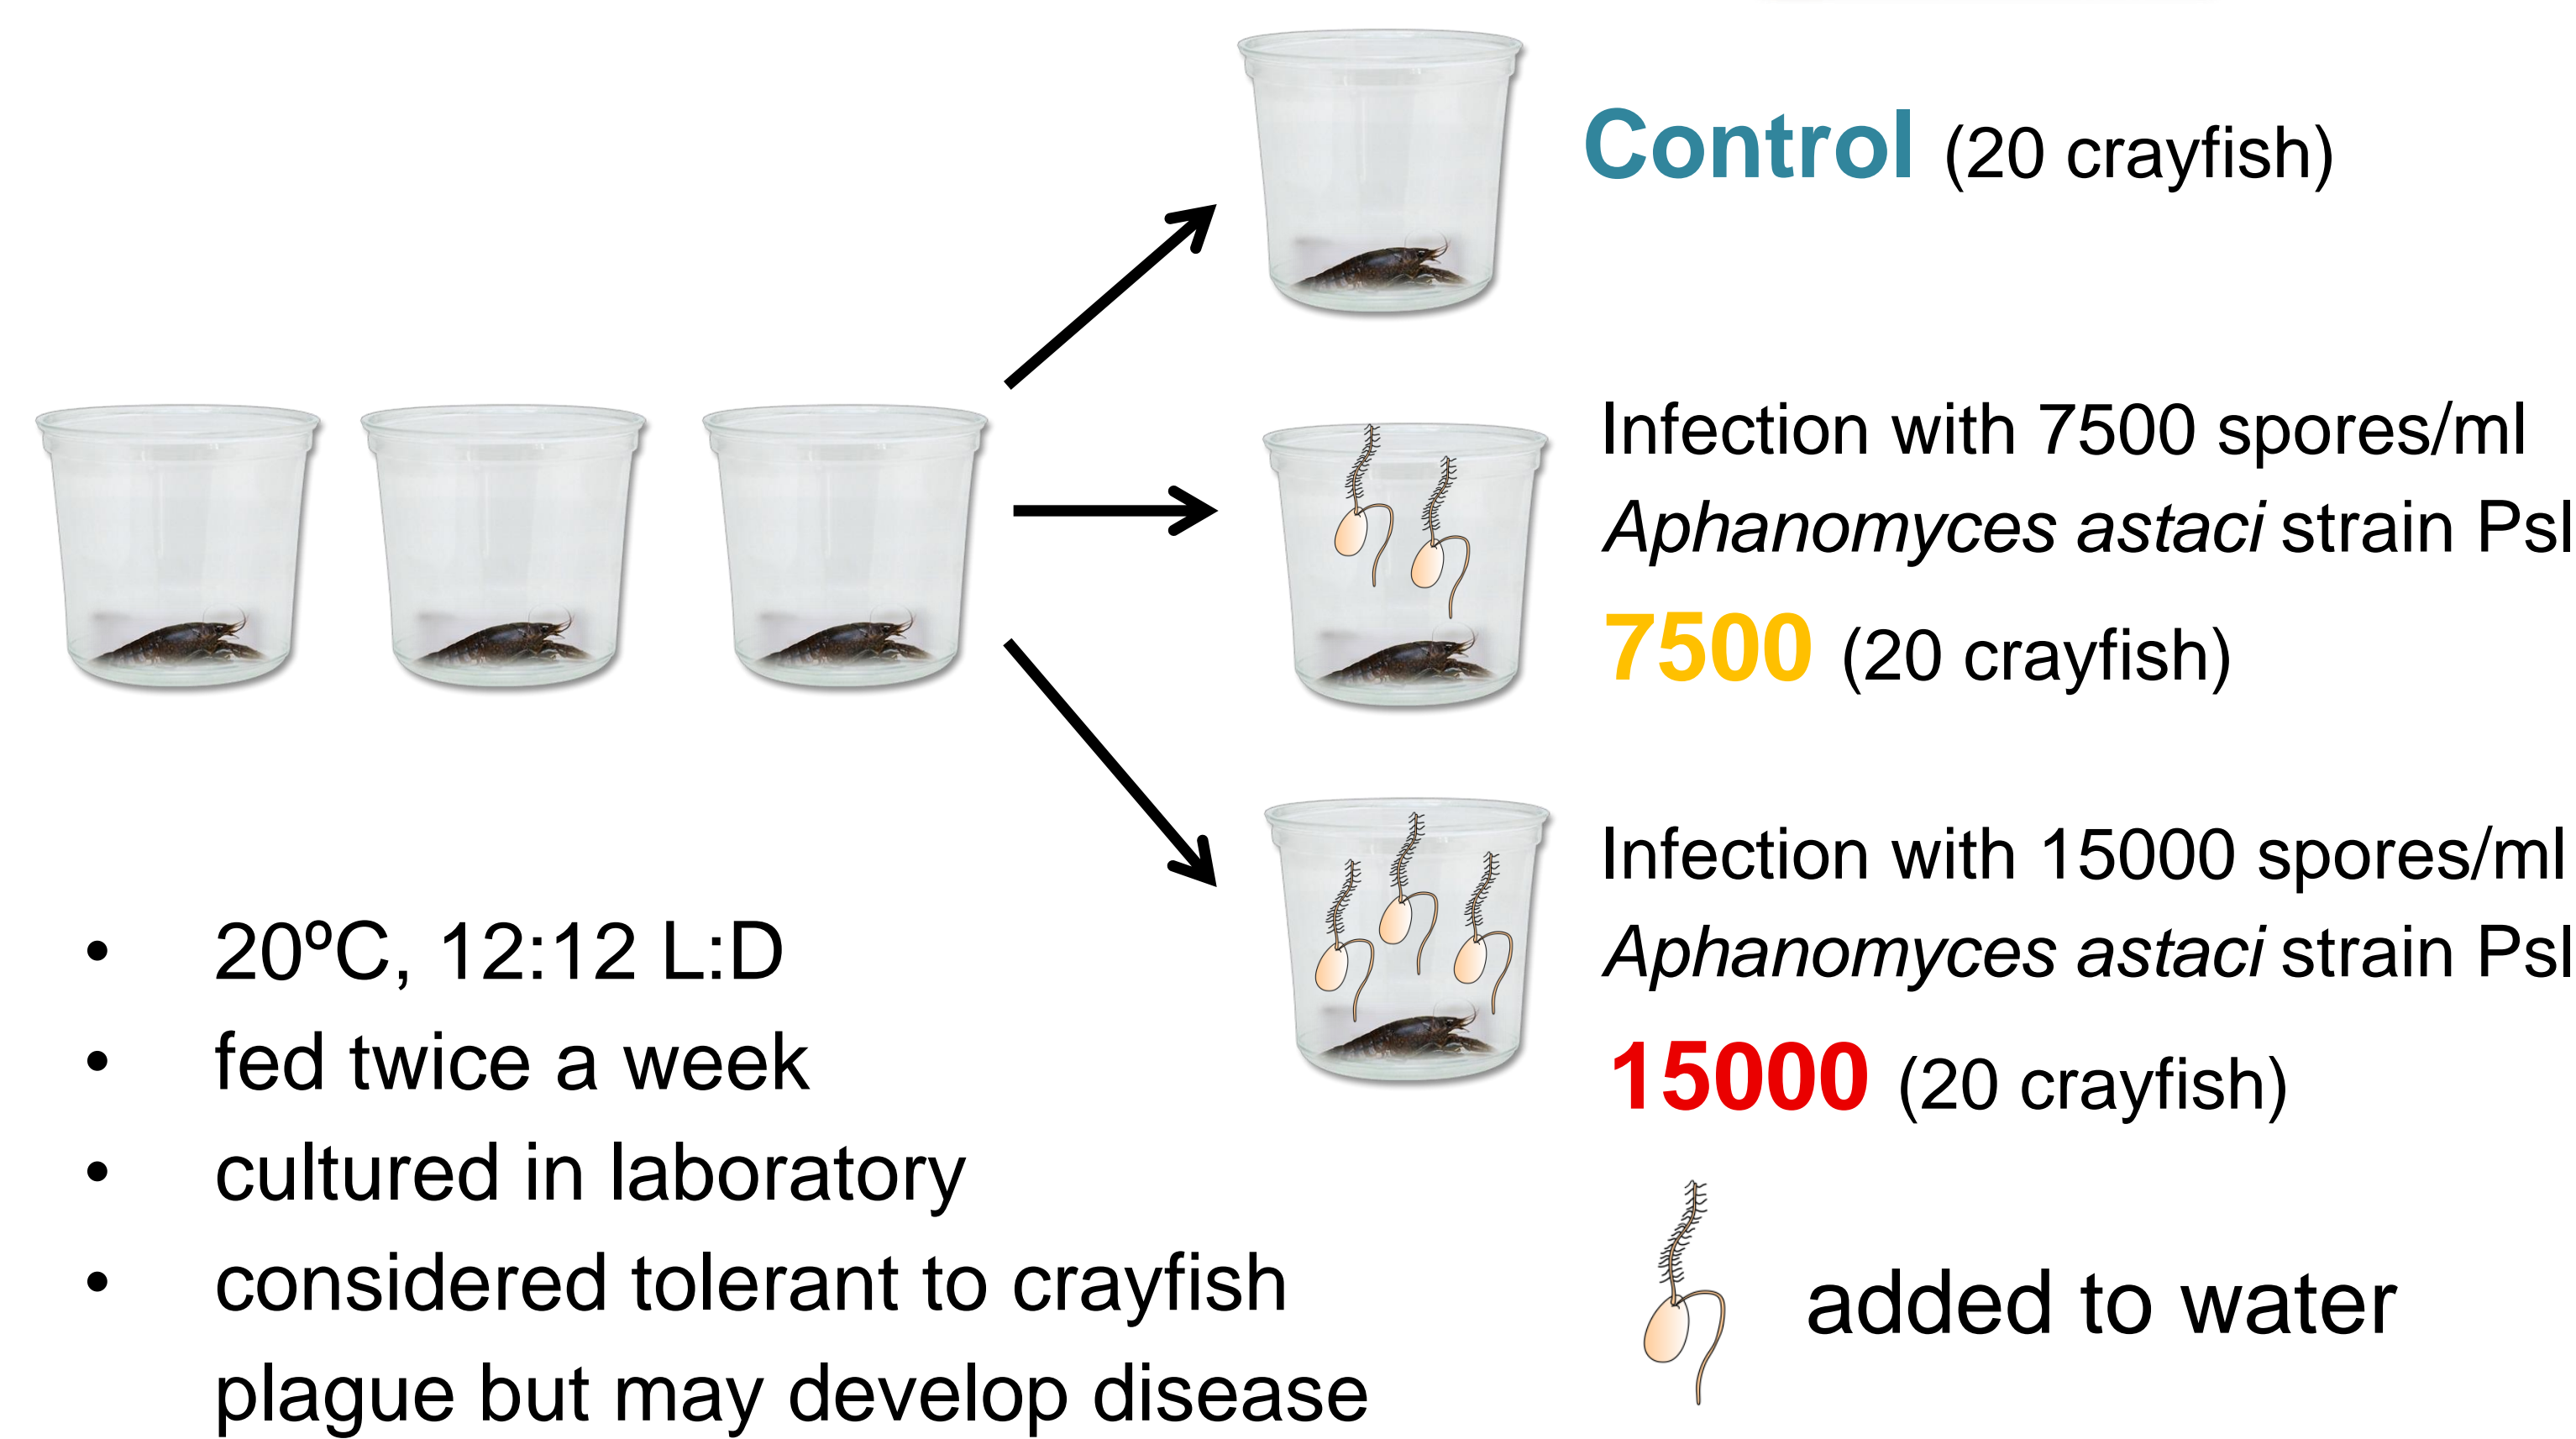 Control (20 crayfish)
Infection with 7500 spores/ml
Aphanomyces astaci strain PsI
7500 (20 crayfish)
Infection with 15000 spores/ml
Aphanomyces astaci strain PsI
15000 (20 crayfish)
• 20ºC, 12:12 L:D
• fed twice a week
• cultured in laboratory
• considered tolerant to crayfish
plague but may develop disease
added to water